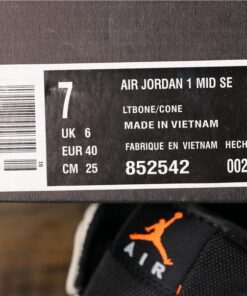 7
AIR JORDAN 1 MID SE
UK 6
LTBONE/CONE
MADE IN VIETNAM
EUR 40
FABRIQUE EN VIETNAM HECH
CM 25
852542 002
AIR